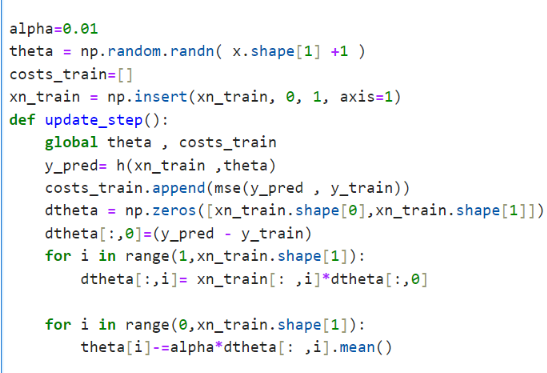 alpha=0.01
theta = np.random.randn( x.shape[1] +1 )
costs_train=[]
xn_train = np.insert(xn_train, 0, 1, axis=1)
def update_step():
    global theta , costs_train
    y_pred= h(xn_train ,theta)
    costs_train.append(mse(y_pred , y_train))
    dtheta = np.zeros([xn_train.shape[0],xn_train.shape[1]])
    dtheta[:,0]=(y_pred - y_train)
    for i in range(1,xn_train.shape[1]):
        dtheta[:,i]= xn_train[: ,i]*dtheta[:,0]
    for i in range(0,xn_train.shape[1]):
        theta[i]-=alpha*dtheta[: ,i].mean()